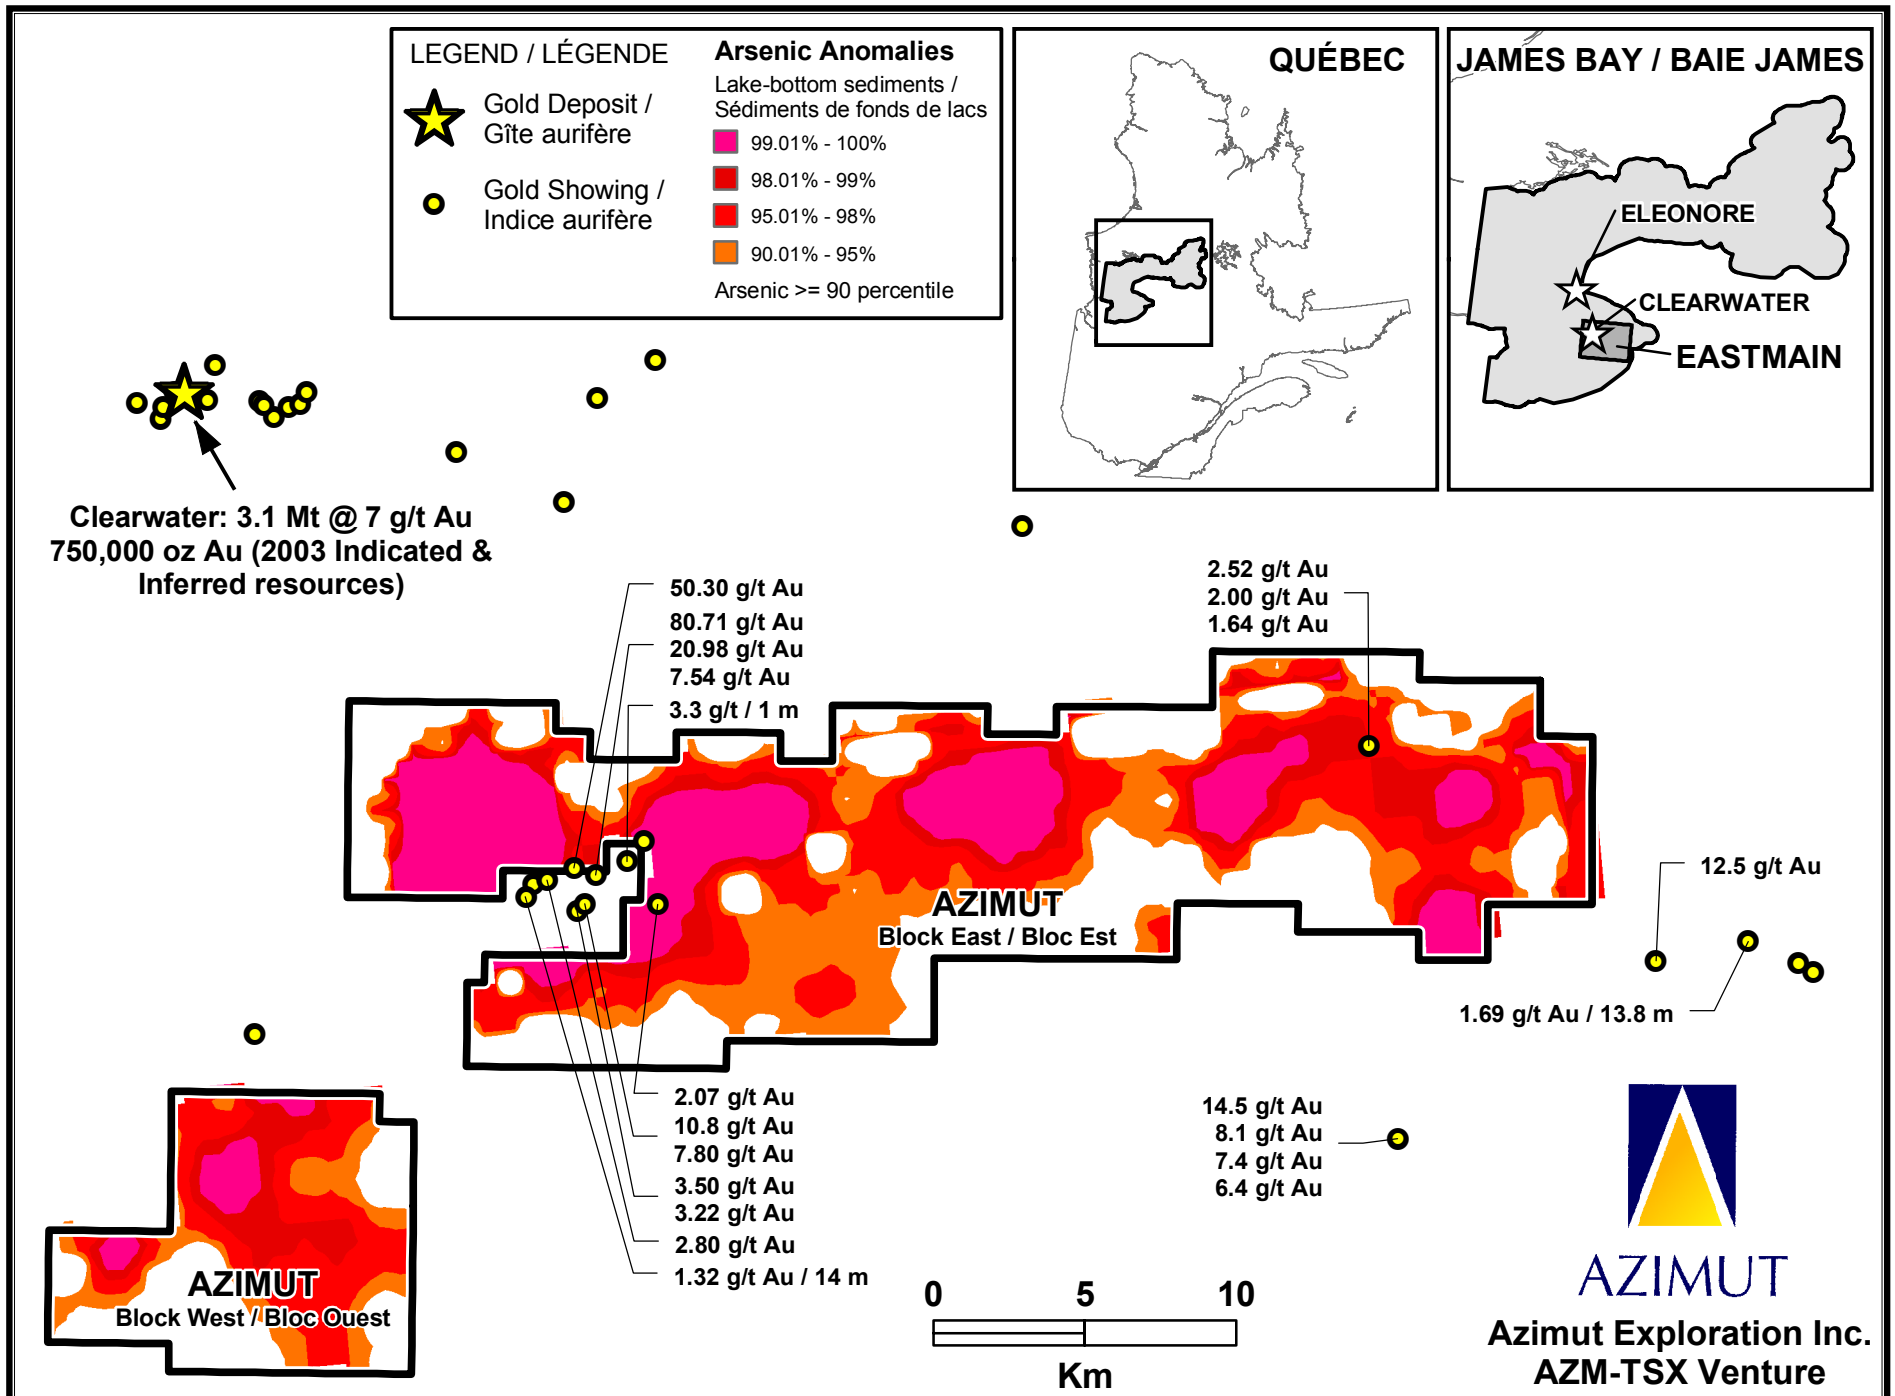 LEGEND / LÉGENDE
Gold Deposit /
Gîte aurifère
Gold Showing /
Indice aurifère
Arsenic Anomalies
Lake-bottom sediments /
Sédiments de fonds de lacs
99.01% - 100%
98.01% - 99%
95.01% - 98%
90.01% - 95%
Arsenic >= 90 percentile
QUÉBEC
JAMES BAY / BAIE JAMES
ELEONORE
CLEARWATER
EASTMAIN
Clearwater: 3.1 Mt @ 7 g/t Au
750,000 oz Au (2003 Indicated &
Inferred resources)
50.30 g/t Au
80.71 g/t Au
20.98 g/t Au
7.54 g/t Au
3.3 g/t / 1 m
2.52 g/t Au
2.00 g/t Au
1.64 g/t Au
12.5 g/t Au
1.69 g/t Au / 13.8 m
AZIMUT
Block East / Bloc Est
2.07 g/t Au
10.8 g/t Au
7.80 g/t Au
3.50 g/t Au
3.22 g/t Au
2.80 g/t Au
1.32 g/t Au / 14 m
14.5 g/t Au
8.1 g/t Au
7.4 g/t Au
6.4 g/t Au
AZIMUT
Block West / Bloc Ouest
0 5 10
Km
AZIMUT
Azimut Exploration Inc.
AZM-TSX Venture